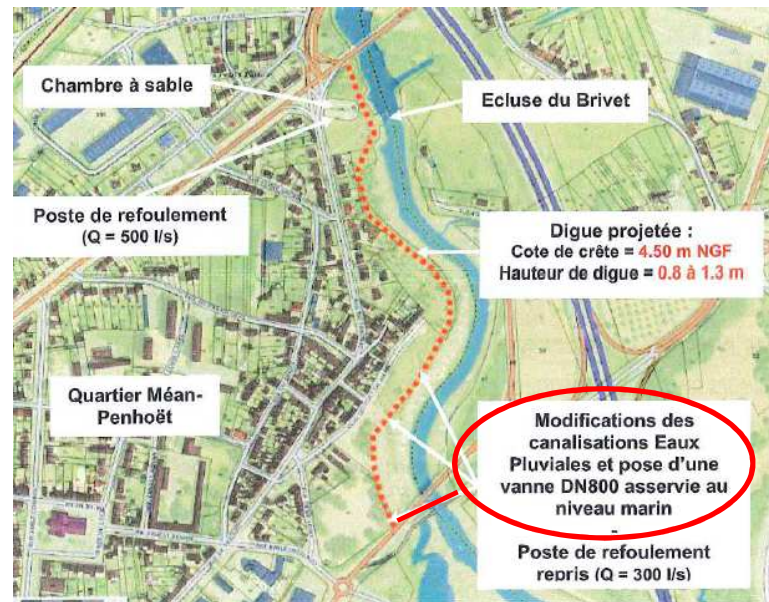 Chambre à sable
Ecluse du Brivet
Poste de refoulement
(Q = 500 l/s)
Digue projetée :
Cote de crête = 4.50 m NGF
Hauteur de digue = 0.8 à 1.3 m
Quartier Méan-
Penhoët
Modifications des
canalisations Eaux
Pluviales et pose d'une
vanne DN800 asservie au
niveau marin
-
Poste de refoulement
repris (Q = 300 l/s)